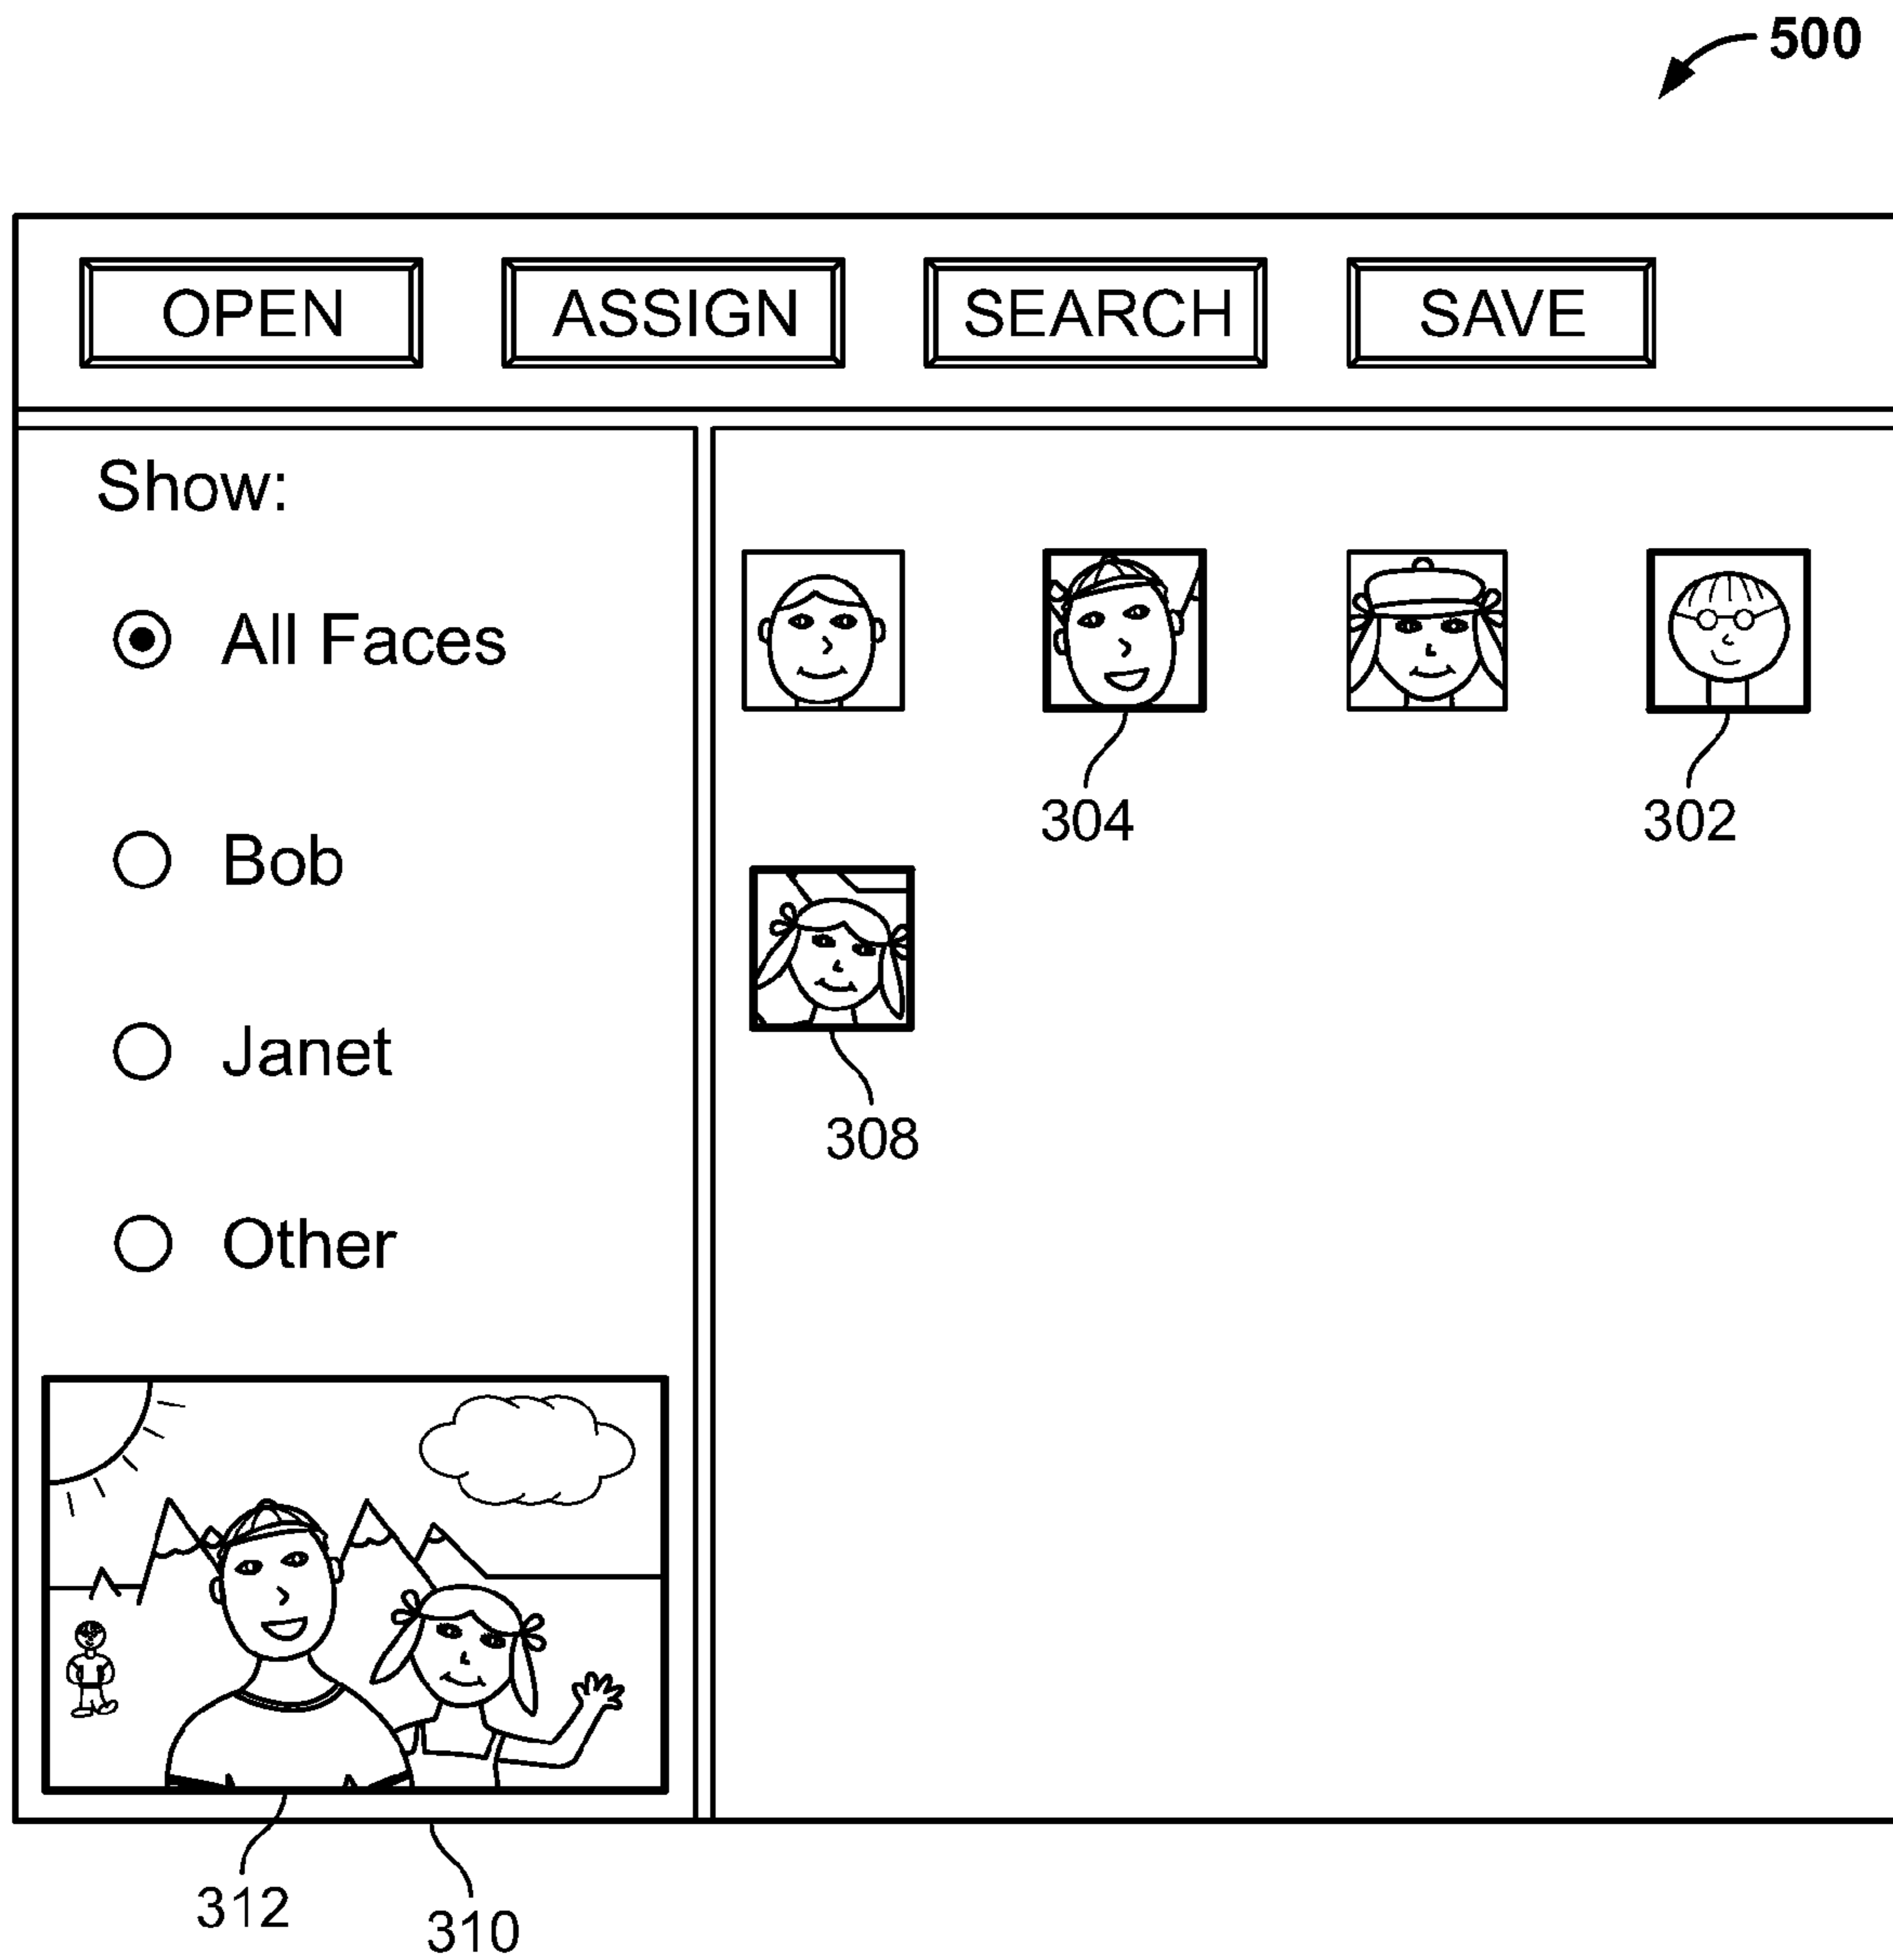 500
OPEN ASSIGN SEARCH SAVE
Show:
All Faces
Bob
Janet
Other
304 302
308
312
310